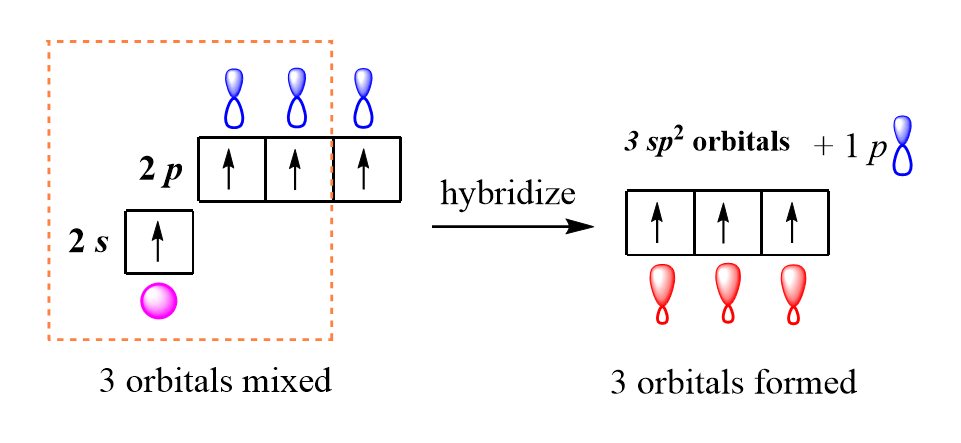 2 p
2 s
3 orbitals mixed
hybridize
3 sp² orbitals + 1 p
3 orbitals formed